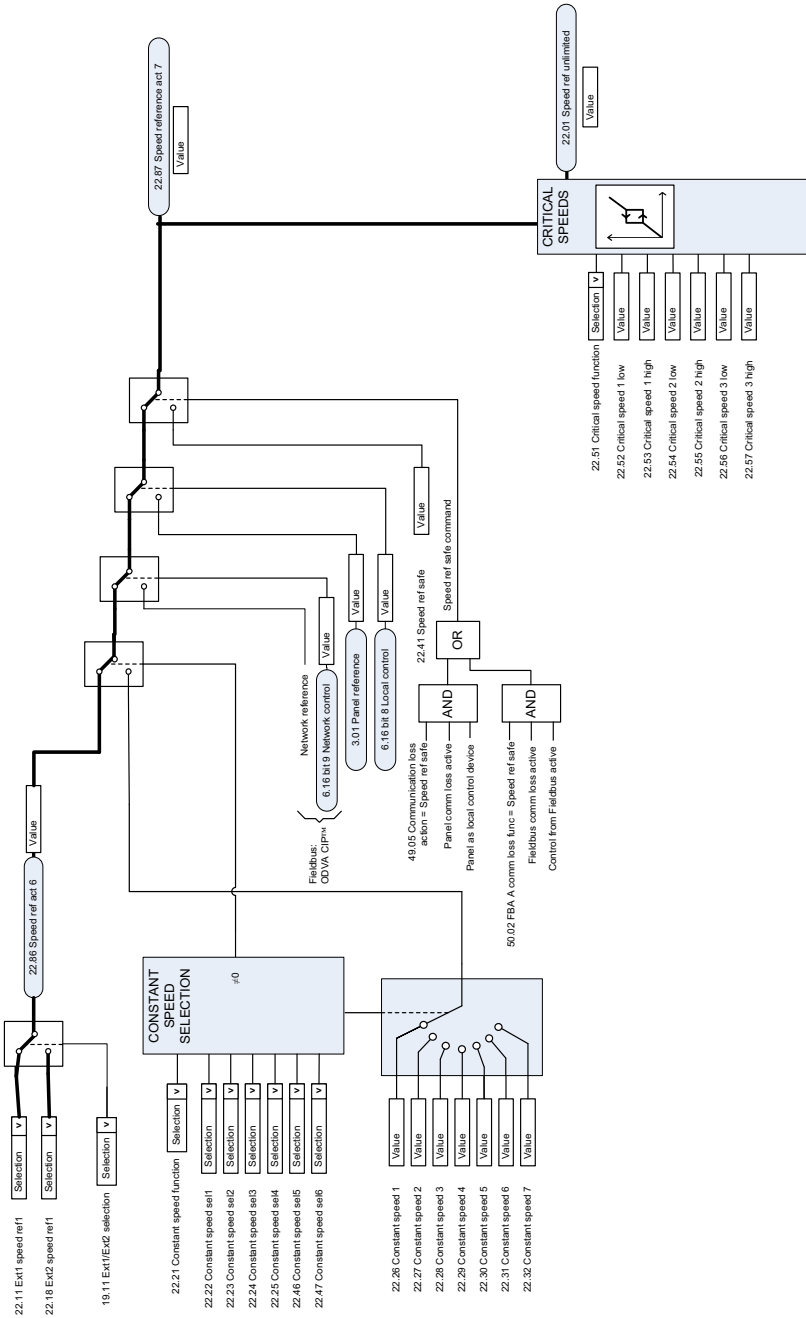 22.11 Ext1 speed ref1
Selection
v
22.18 Ext2 speed ref1
Selection
v
19.11 Ext1/Ext2 selection
Selection
v
22.86 Speed ref act 6
Value
22.21 Constant speed function
Selection
v
22.22 Constant speed sel1
Selection
v
22.23 Constant speed sel2
Selection
v
22.24 Constant speed sel3
Selection
v
22.25 Constant speed sel4
Selection
v
22.46 Constant speed sel5
Selection
v
22.47 Constant speed sel6
Selection
v
CONSTANT
SPEED
SELECTION
≠0
22.26 Constant speed 1
Value
22.27 Constant speed 2
Value
22.28 Constant speed 3
Value
22.29 Constant speed 4
Value
22.30 Constant speed 5
Value
22.31 Constant speed 6
Value
22.32 Constant speed 7
Value
Fieldbus:
ODVA CIP™
Network reference
6.16 bit 9 Network control
Value
3.01 Panel reference
Value
6.16 bit 8 Local control
Value
22.41 Speed ref safe
Value
49.05 Communication loss
action = Speed ref safe
Panel comm loss active
Panel as local control device
AND
50.02 FBA A comm loss func = Speed ref safe
Fieldbus comm loss active
Control from Fieldbus active
AND
OR
Speed ref safe command
22.87 Speed reference act 7
Value
22.51 Critical speed function
Selection
v
22.52 Critical speed 1 low
Value
22.53 Critical speed 1 high
Value
22.54 Critical speed 2 low
Value
22.55 Critical speed 2 high
Value
22.56 Critical speed 3 low
Value
22.57 Critical speed 3 high
Value
CRITICAL
SPEEDS
22.01 Speed ref unlimited
Value